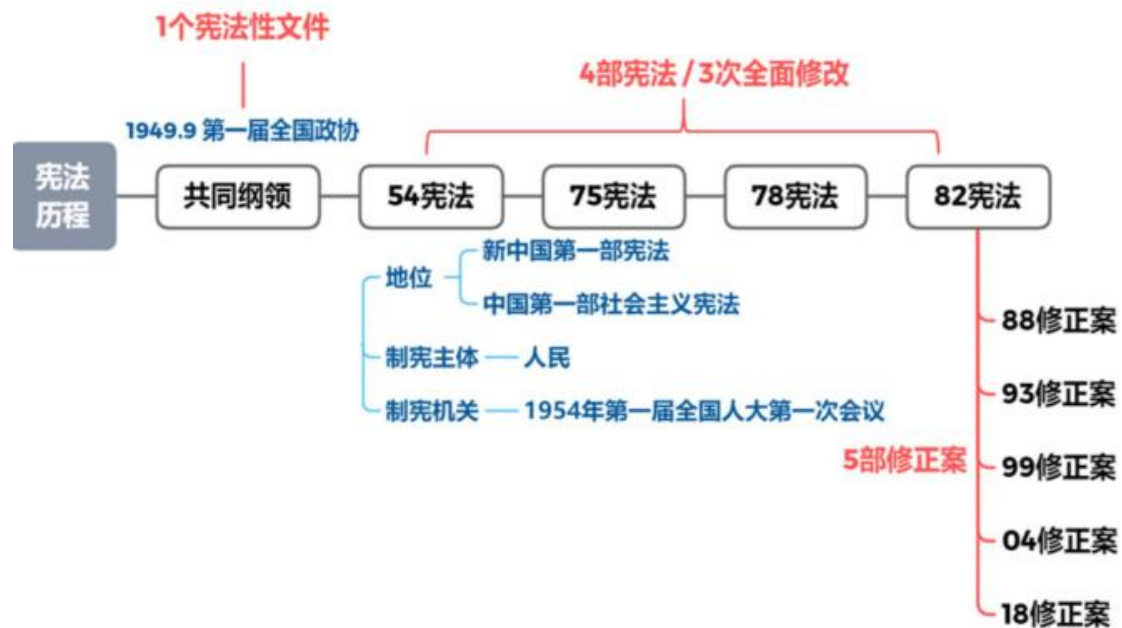 1个宪法性文件
4部宪法 / 3次全面修改
1949.9 第一届全国政协
宪法
历程
共同纲领
54宪法
75宪法
78宪法
82宪法
地位
新中国第一部宪法
中国第一部社会主义宪法
制宪主体
人民
制宪机关
1954年第一届全国人大第一次会议
5部修正案
88修正案
93修正案
99修正案
04修正案
18修正案